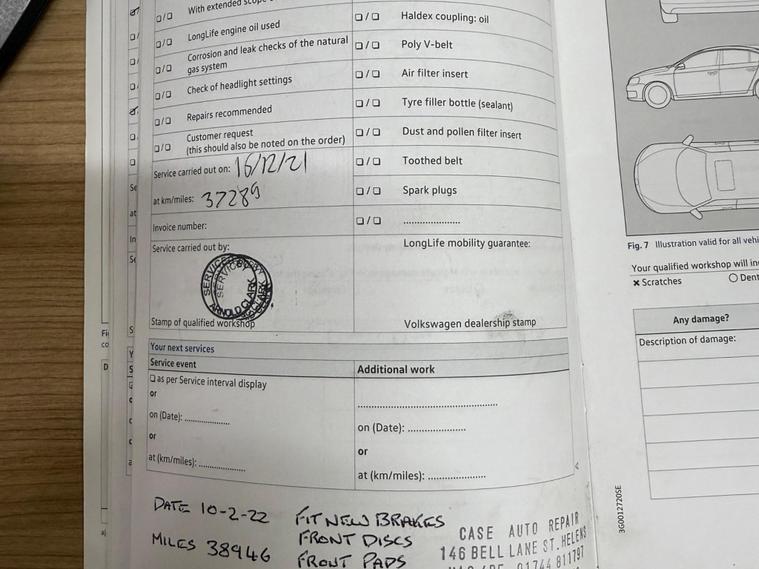 With extended scope
LongLife engine oil used
Corrosion and leak checks of the natural
gas system
Check of headlight settings
Repairs recommended
Customer request
(this should also be noted on the order)
Service carried out on: 16/12/21
at km/miles: 37289
Invoice number:
Service carried out by:
SERVICE BY
ARNOLD CLARK
Stamp of qualified workshop
Haldex coupling: oil
Poly V-belt
Air filter insert
Tyre filler bottle (sealant)
Dust and pollen filter insert
Toothed belt
Spark plugs
....................
LongLife mobility guarantee:
Volkswagen dealership stamp
Your next services
Service event
as per Service interval display
or
on (Date): ................
or
at (km/miles): ................
Additional work
................................................
on (Date): ....................
or
at (km/miles): ....................
DATE 10-2-22
MILES 38946
FIT NEW BRAKES
FRONT DISCS
FRONT PADS
CASE AUTO REPAIR
146 BELL LANE ST. HELENS
01744 811797
Fig. 7 Illustration valid for all vehi
Your qualified workshop will in
Scratches
Dent
Any damage?
Description of damage:
3G0012720SE